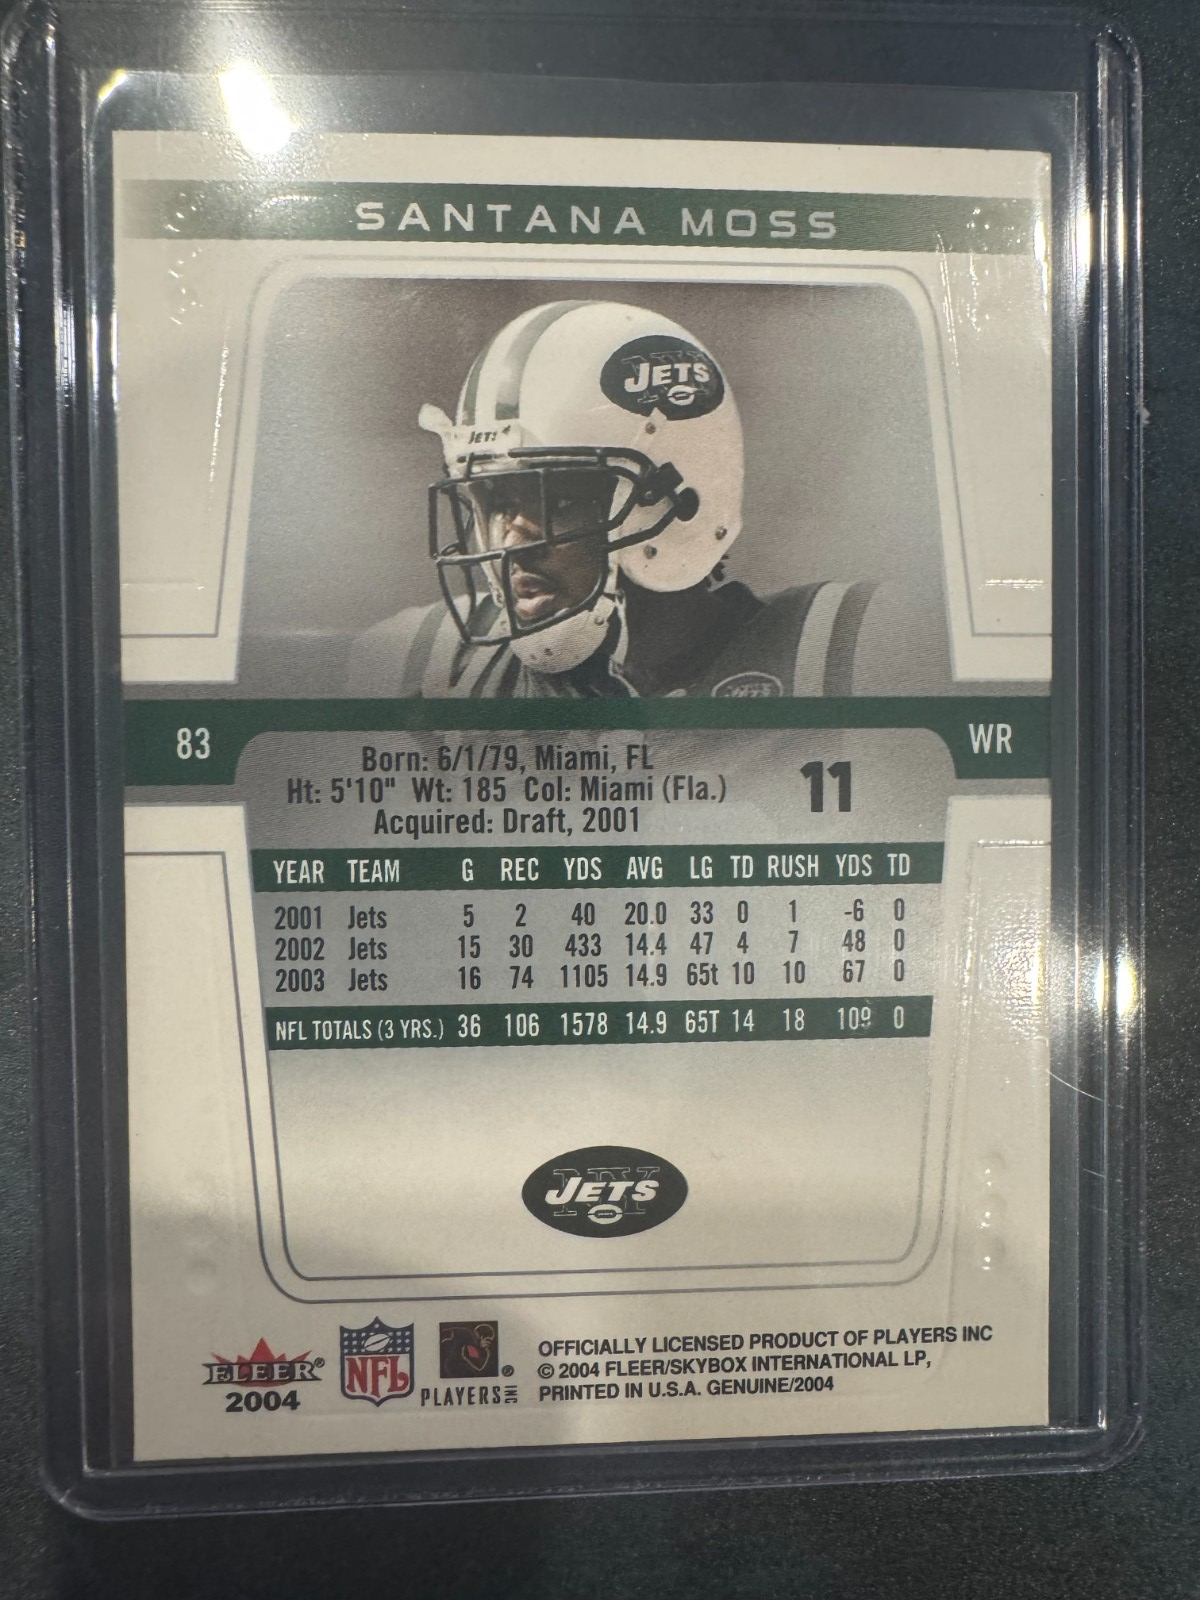 SANTANA MOSS
JETS
JETS
83
WR
Born: 6/1/79, Miami, FL
Ht: 5'10" Wt: 185 Col: Miami (Fla.)
Acquired: Draft, 2001
11
YEAR TEAM G REC YDS AVG LG TD RUSH YDS TD
2001 Jets 5 2 40 20.0 33 0 1 -6 0
2002 Jets 15 30 433 14.4 47 4 7 48 0
2003 Jets 16 74 1105 14.9 65t 10 10 67 0
NFL TOTALS (3 YRS.) 36 106 1578 14.9 65T 14 18 109 0
NY JETS
FLEER®
2004
NFL
PLAYERS INC ®
OFFICIALLY LICENSED PRODUCT OF PLAYERS INC
© 2004 FLEER/SKYBOX INTERNATIONAL LP,
PRINTED IN U.S.A. GENUINE/2004